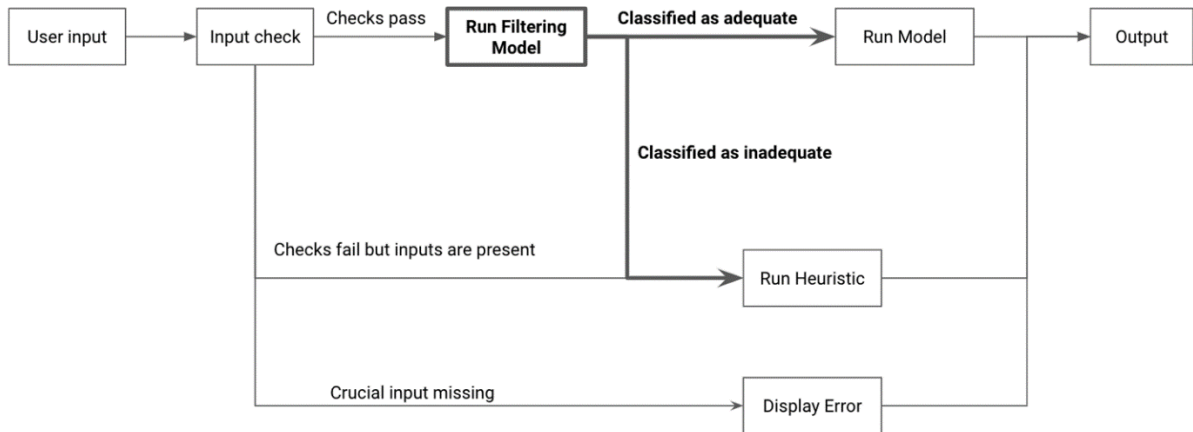 User input
Input check
Checks pass
Run Filtering
Model
Classified as adequate
Run Model
Output
Classified as inadequate
Checks fail but inputs are present
Run Heuristic
Crucial input missing
Display Error